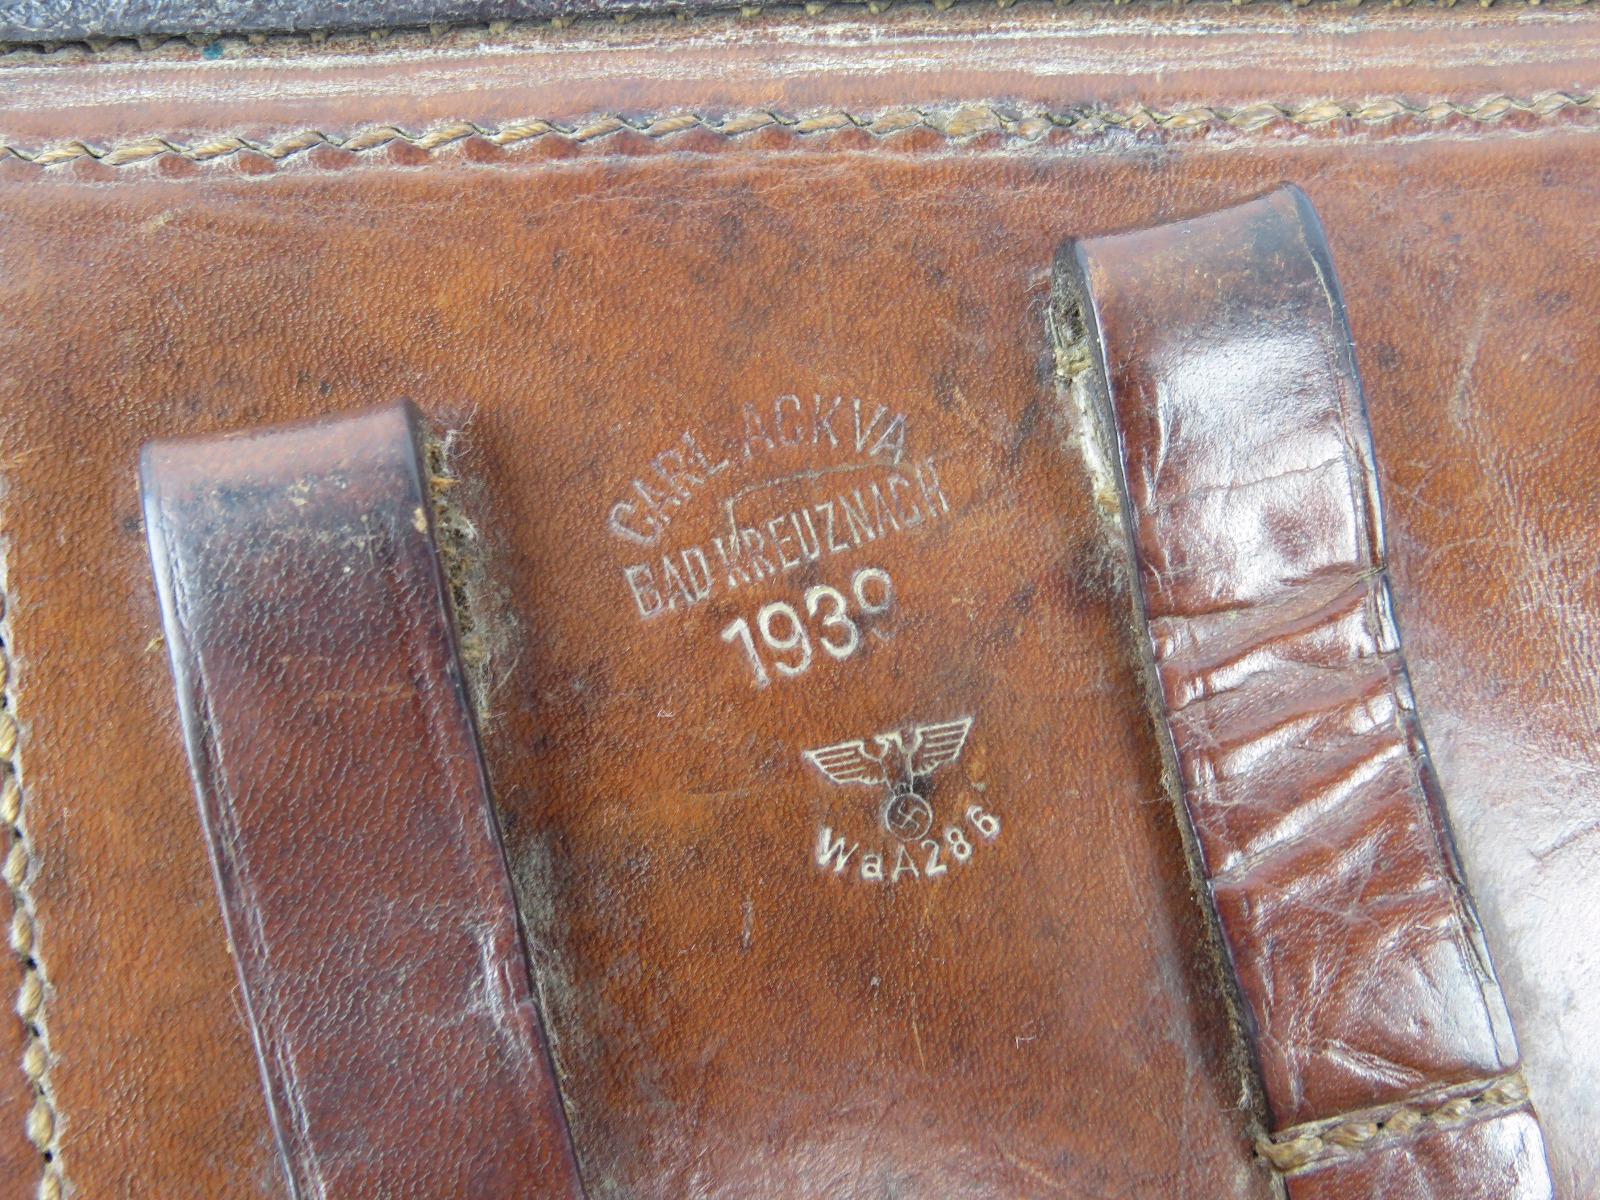 CARL ACKVA
BAD-KREUZNACH
1939
WaA286